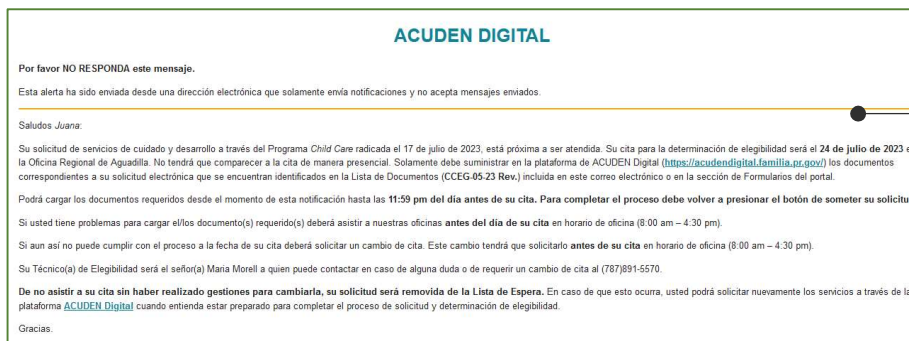 ACUDEN DIGITAL
Por favor NO RESPONDA este mensaje.
Esta alerta ha sido enviada desde una dirección electrónica que solamente envía notificaciones y no acepta mensajes enviados.
Saludos Juana:
Su solicitud de servicios de cuidado y desarrollo a través del Programa Child Care radicada el 17 de julio de 2023, está próxima a ser atendida. Su cita para la determinación de elegibilidad será el 24 de julio de 2023 e
la Oficina Regional de Aguadilla. No tendrá que comparecer a la cita de manera presencial. Solamente debe suministrar en la plataforma de ACUDEN Digital (https://acudendigital.familia.pr.gov/) los documentos
correspondientes a su solicitud electrónica que se encuentran identificados en la Lista de Documentos (CCEG-05-23 Rev.) incluida en este correo electrónico o en la sección de Formularios del portal.
Podrá cargar los documentos requeridos desde el momento de esta notificación hasta las 11:59 pm del día antes de su cita. Para completar el proceso debe volver a presionar el botón de someter su solicitu
Si usted tiene problemas para cargar el/los documento(s) requerido(s) deberá asistir a nuestras oficinas antes del día de su cita en horario de oficina (8:00 am – 4:30 pm).
Si aun así no puede cumplir con el proceso a la fecha de su cita deberá solicitar un cambio de cita. Este cambio tendrá que solicitarlo antes de su cita en horario de oficina (8:00 am – 4:30 pm).
Su Técnico(a) de Elegibilidad será el señor(a) Maria Morell a quien puede contactar en caso de alguna duda o de requerir un cambio de cita al (787)891-5570.
De no asistir a su cita sin haber realizado gestiones para cambiarla, su solicitud será removida de la Lista de Espera. En caso de que esto ocurra, usted podrá solicitar nuevamente los servicios a través de la
plataforma ACUDEN Digital cuando entienda estar preparado para completar el proceso de solicitud y determinación de elegibilidad.
Gracias.